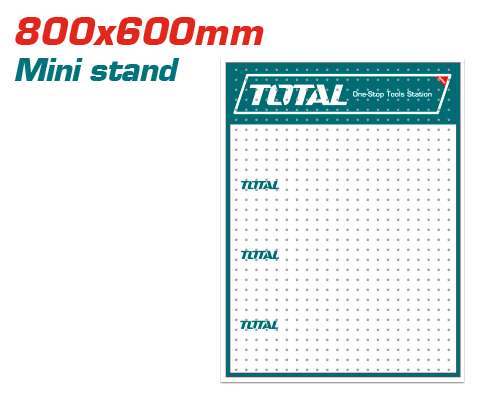 800x600mm
Mini stand
TOTAL One-Stop Tools Station
TOTAL
TOTAL
TOTAL